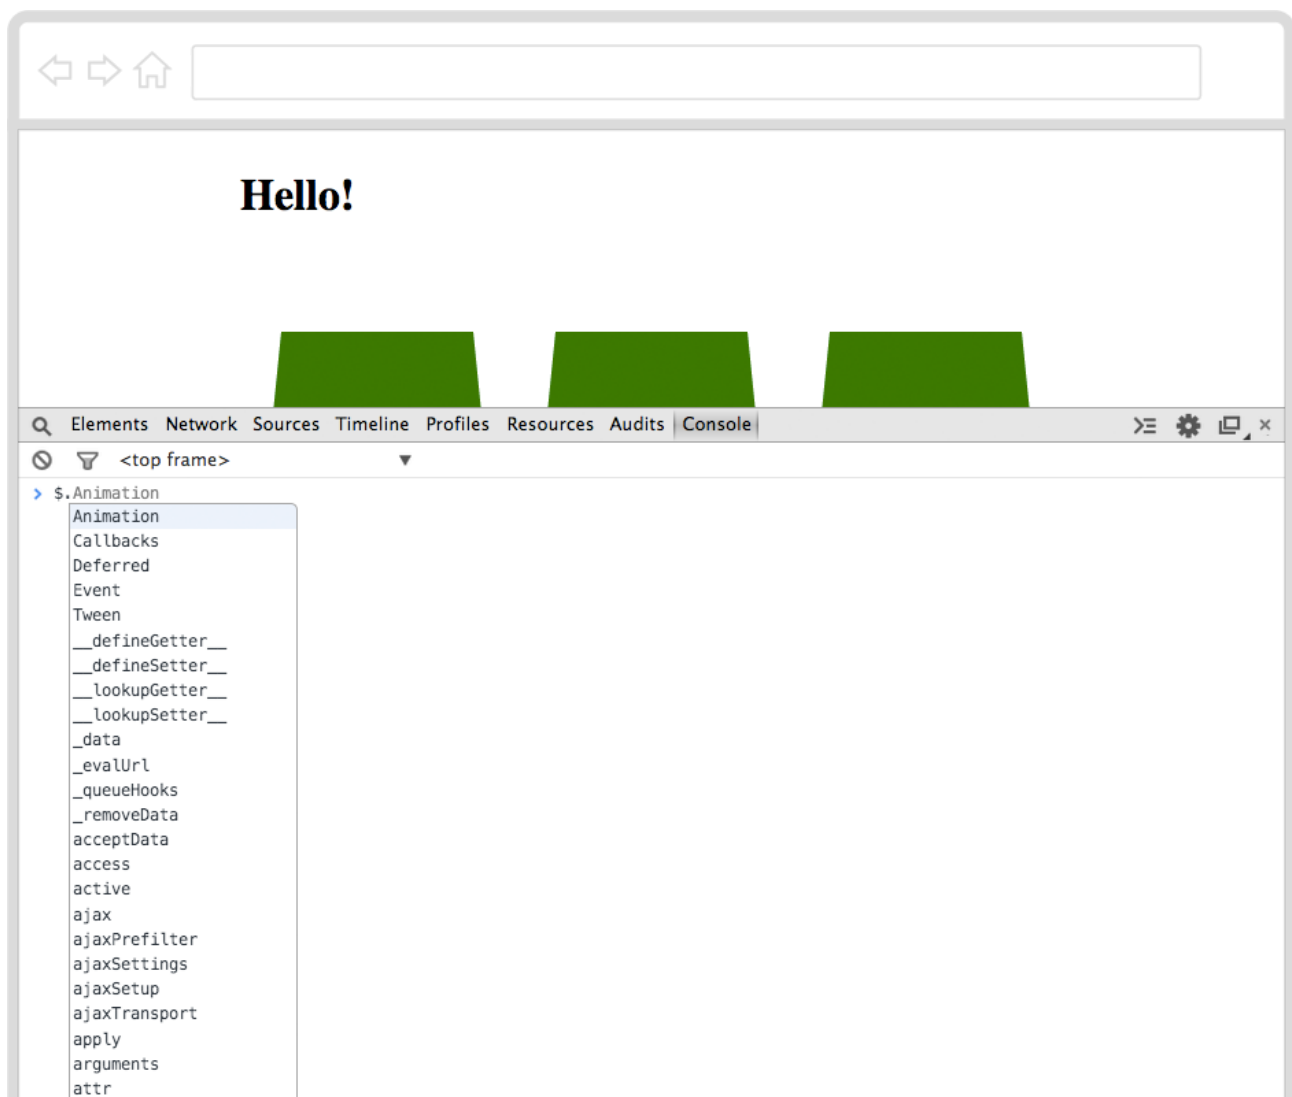 Hello!
Elements Network Sources Timeline Profiles Resources Audits Console
<top frame>
$.Animation
Animation
Callbacks
Deferred
Event
Tween
__defineGetter__
__defineSetter__
__lookupGetter__
__lookupSetter__
_data
_evalUrl
_queueHooks
_removeData
acceptData
access
active
ajax
ajaxPrefilter
ajaxSettings
ajaxSetup
ajaxTransport
apply
arguments
attr